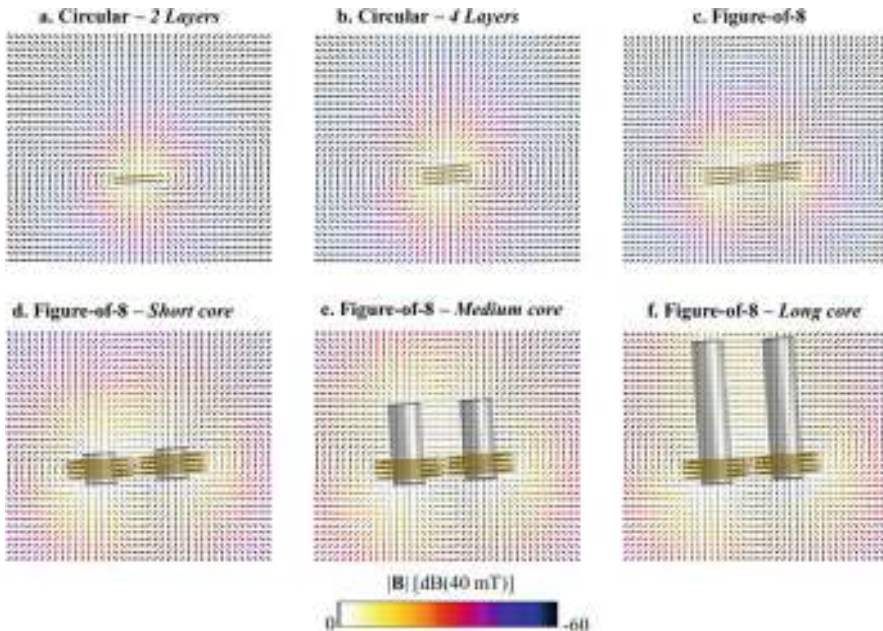 a. Circular – 2 Layers
b. Circular – 4 Layers
c. Figure-of-8
d. Figure-of-8 – Short core
e. Figure-of-8 – Medium core
f. Figure-of-8 – Long core
|B| [dB(40 mT)]
0 -60